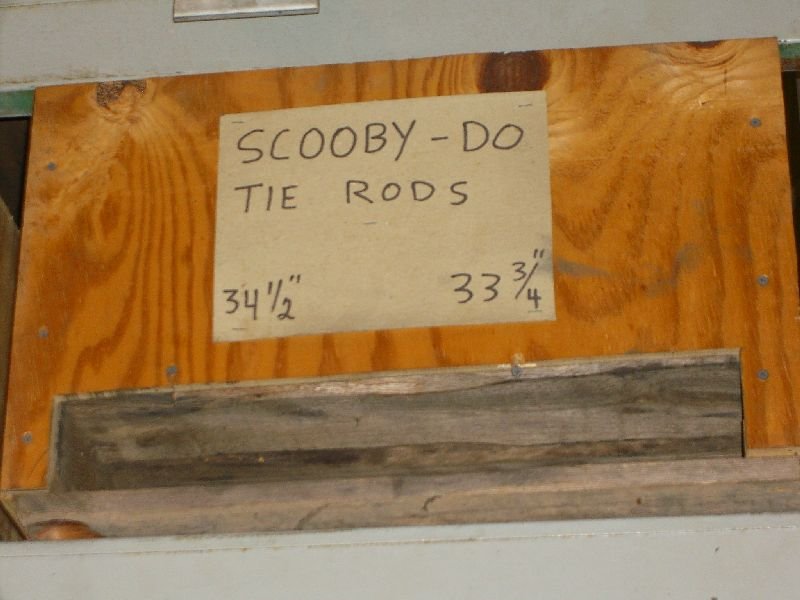 SCOOBY-DO
TIE RODS
34 1/2" 33 3/4"